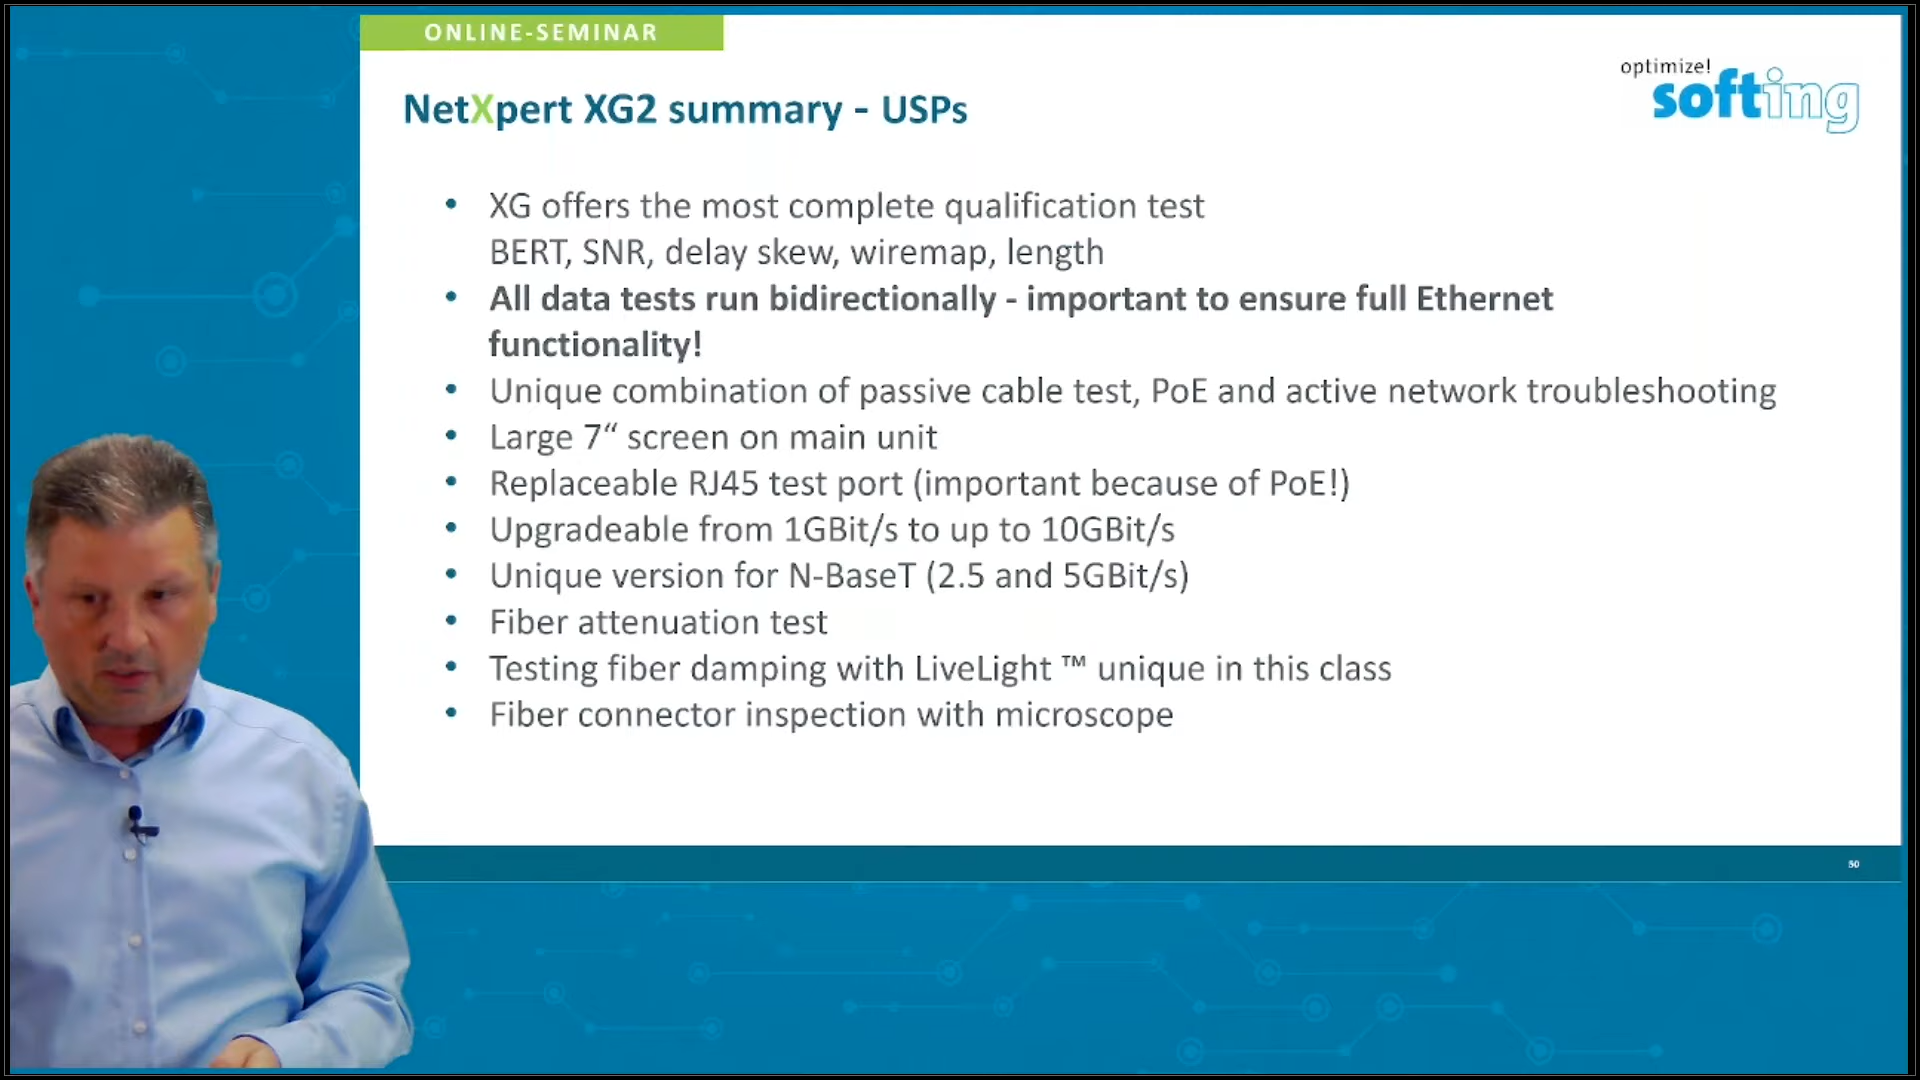 ONLINE-SEMINAR
optimize!
softing
NetXpert XG2 summary - USPs
• XG offers the most complete qualification test
BERT, SNR, delay skew, wiremap, length
• All data tests run bidirectionally - important to ensure full Ethernet
functionality!
• Unique combination of passive cable test, PoE and active network troubleshooting
• Large 7“ screen on main unit
• Replaceable RJ45 test port (important because of PoE!)
• Upgradeable from 1GBit/s to up to 10GBit/s
• Unique version for N-BaseT (2.5 and 5GBit/s)
• Fiber attenuation test
• Testing fiber damping with LiveLight ™ unique in this class
• Fiber connector inspection with microscope
50